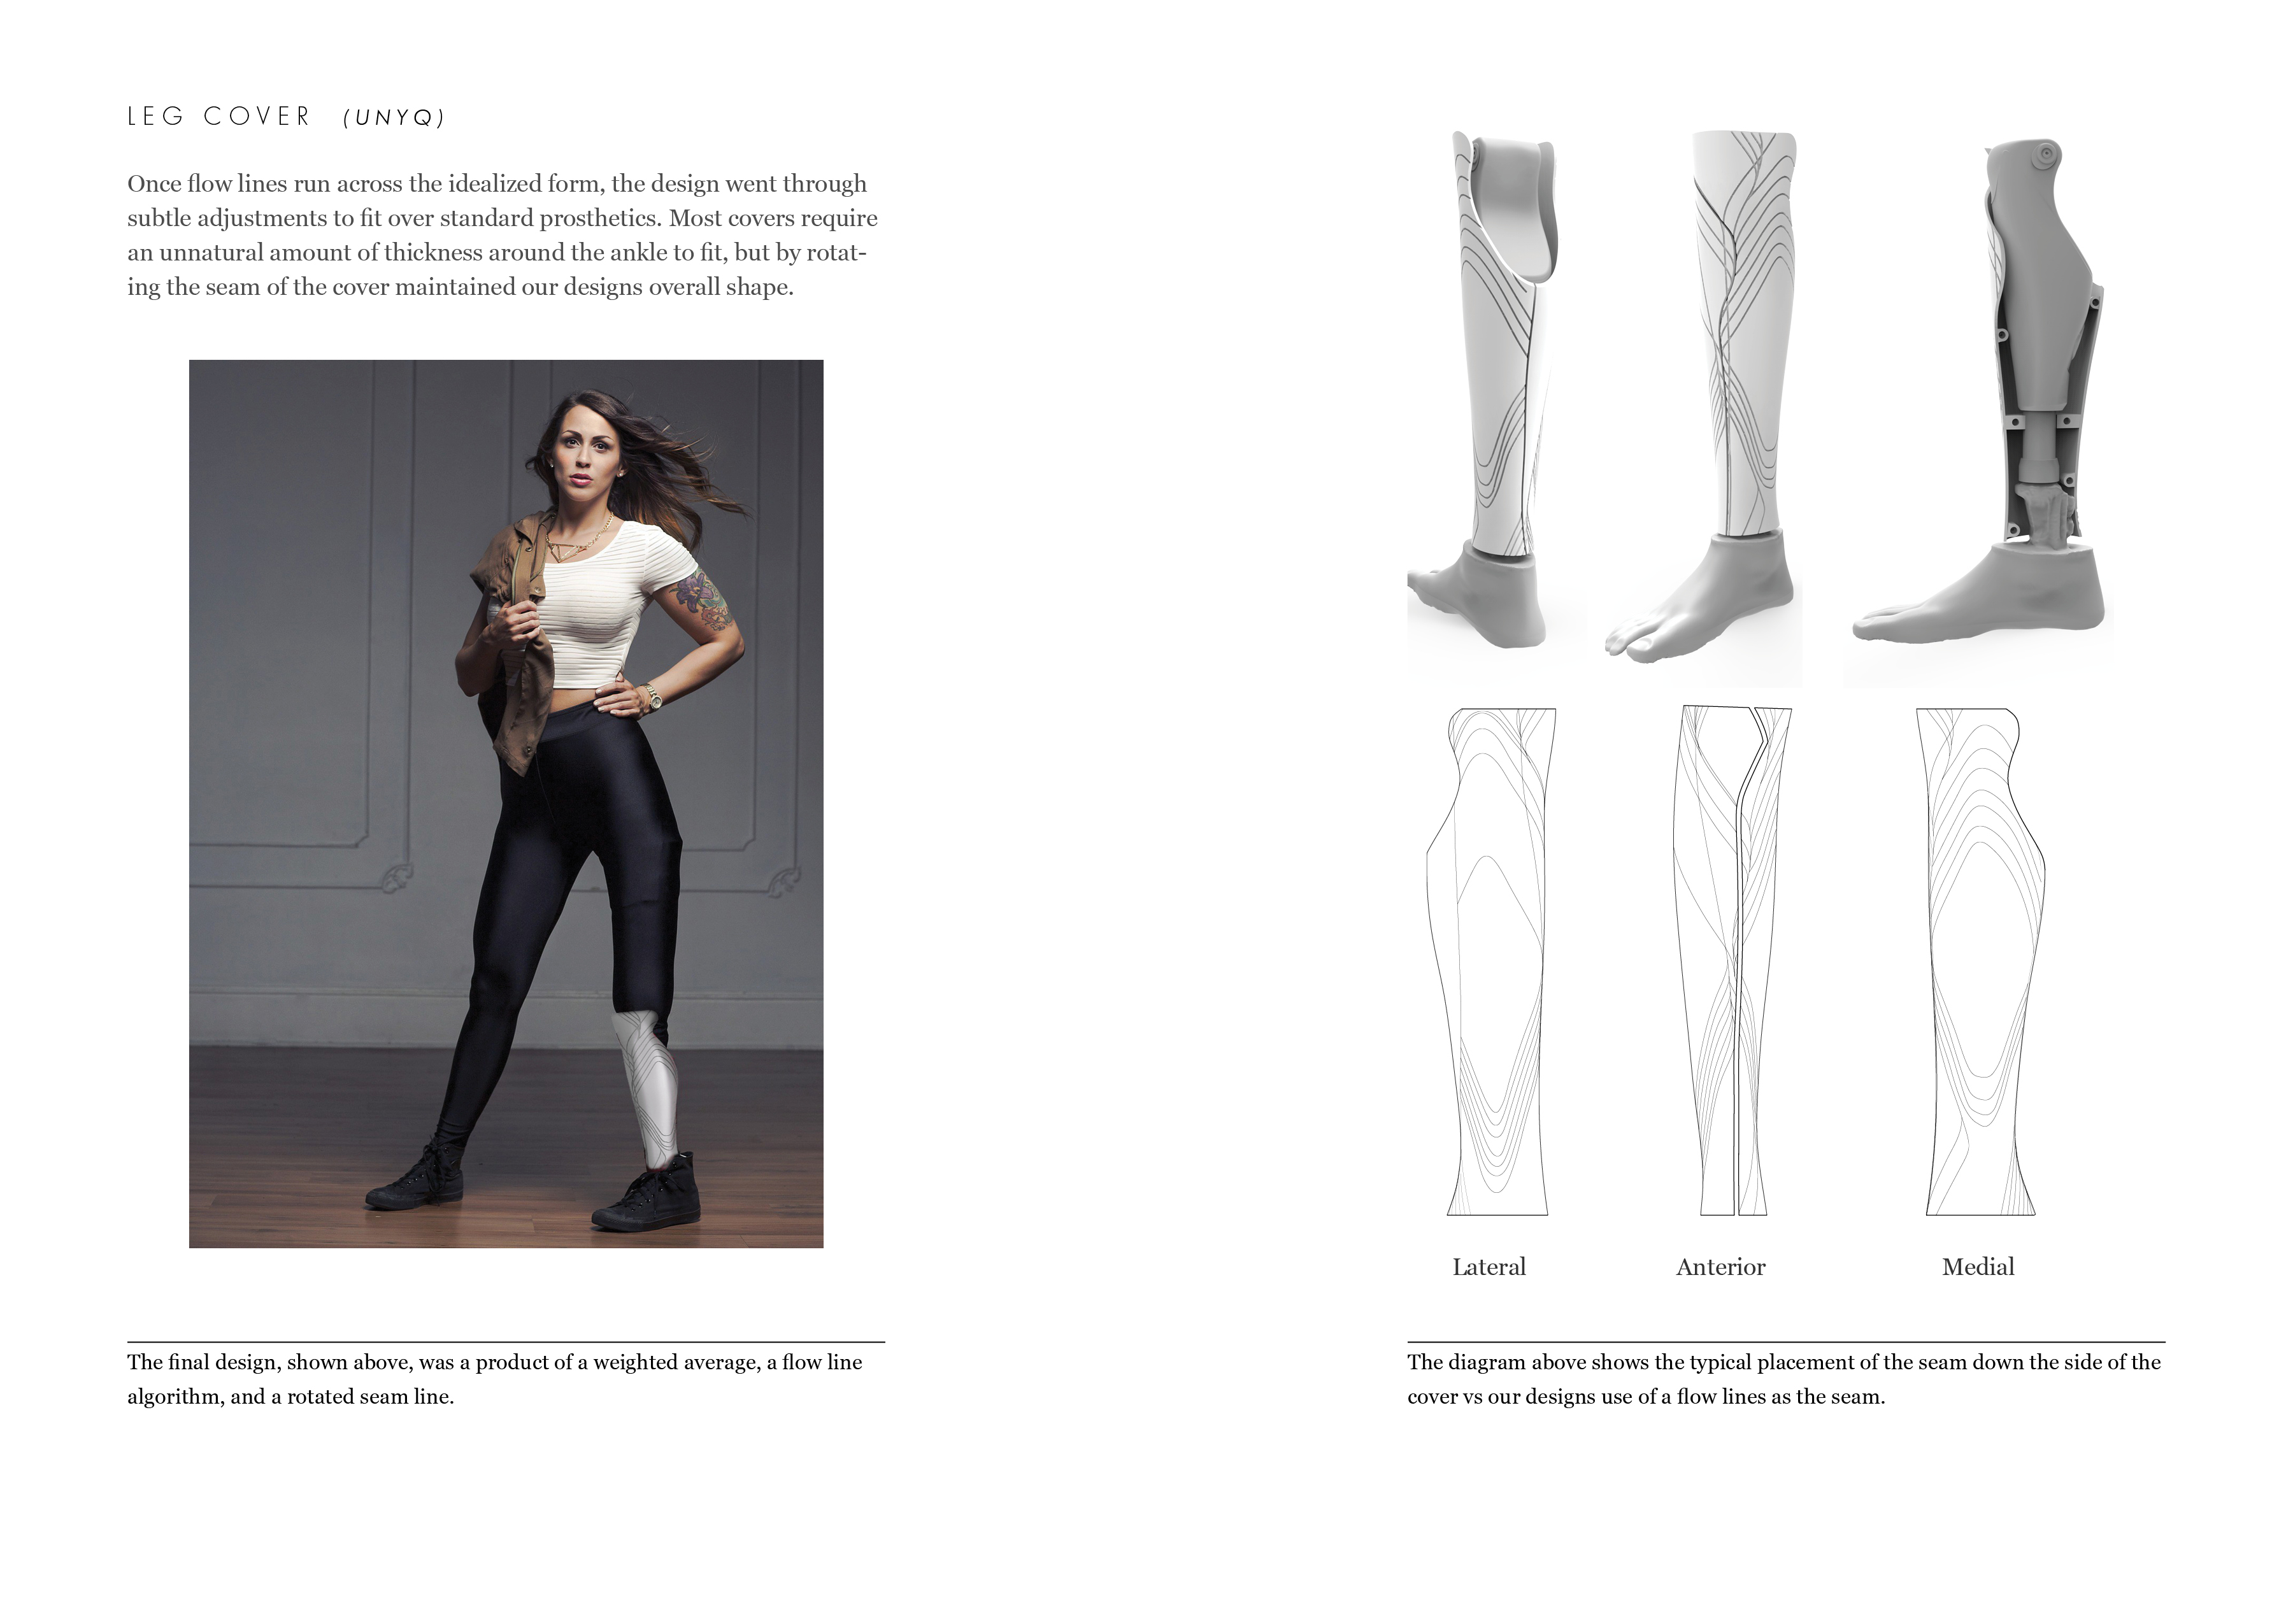 LEG COVER (UNYQ)
Once flow lines run across the idealized form, the design went through
subtle adjustments to fit over standard prosthetics. Most covers require
an unnatural amount of thickness around the ankle to fit, but by rotat-
ing the seam of the cover maintained our designs overall shape.
The final design, shown above, was a product of a weighted average, a flow line
algorithm, and a rotated seam line.
Lateral
Anterior
Medial
The diagram above shows the typical placement of the seam down the side of the
cover vs our designs use of a flow lines as the seam.